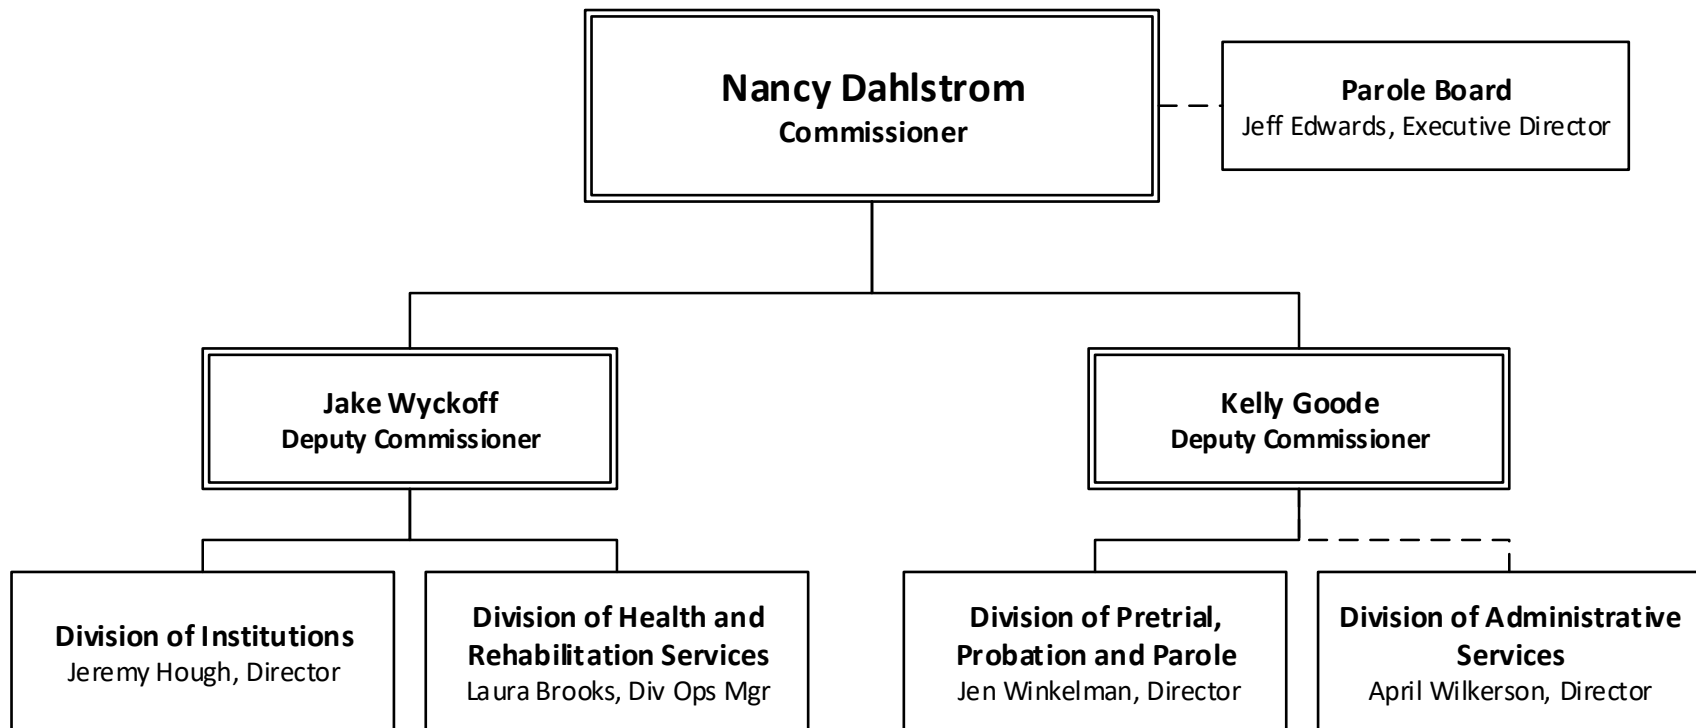 Nancy Dahlstrom
Commissioner
Parole Board
Jeff Edwards, Executive Director
Jake Wyckoff
Deputy Commissioner
Kelly Goode
Deputy Commissioner
Division of Institutions
Jeremy Hough, Director
Division of Health and
Rehabilitation Services
Laura Brooks, Div Ops Mgr
Division of Pretrial,
Probation and Parole
Jen Winkelman, Director
Division of Administrative
Services
April Wilkerson, Director